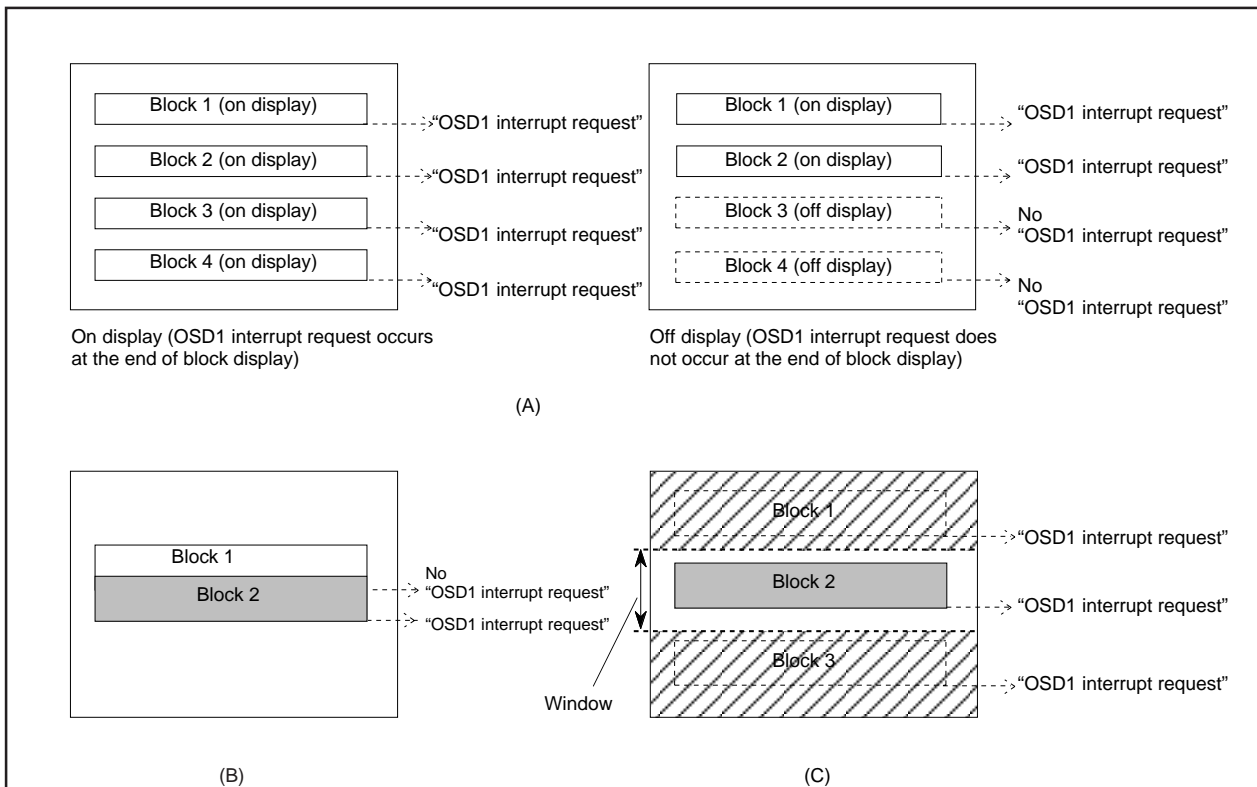 Block 1 (on display)
“OSD1 interrupt request”
Block 2 (on display)
“OSD1 interrupt request”
Block 3 (on display)
“OSD1 interrupt request”
Block 4 (on display)
“OSD1 interrupt request”
On display (OSD1 interrupt request occurs
at the end of block display)
Block 1 (on display)
“OSD1 interrupt request”
Block 2 (on display)
“OSD1 interrupt request”
Block 3 (off display)
No
“OSD1 interrupt request”
Block 4 (off display)
No
“OSD1 interrupt request”
Off display (OSD1 interrupt request does
not occur at the end of block display)
(A)
Block 1
Block 2
No
“OSD1 interrupt request”
“OSD1 interrupt request”
(B)
Block 1
“OSD1 interrupt request”
Block 2
“OSD1 interrupt request”
Block 3
“OSD1 interrupt request”
Window
(C)